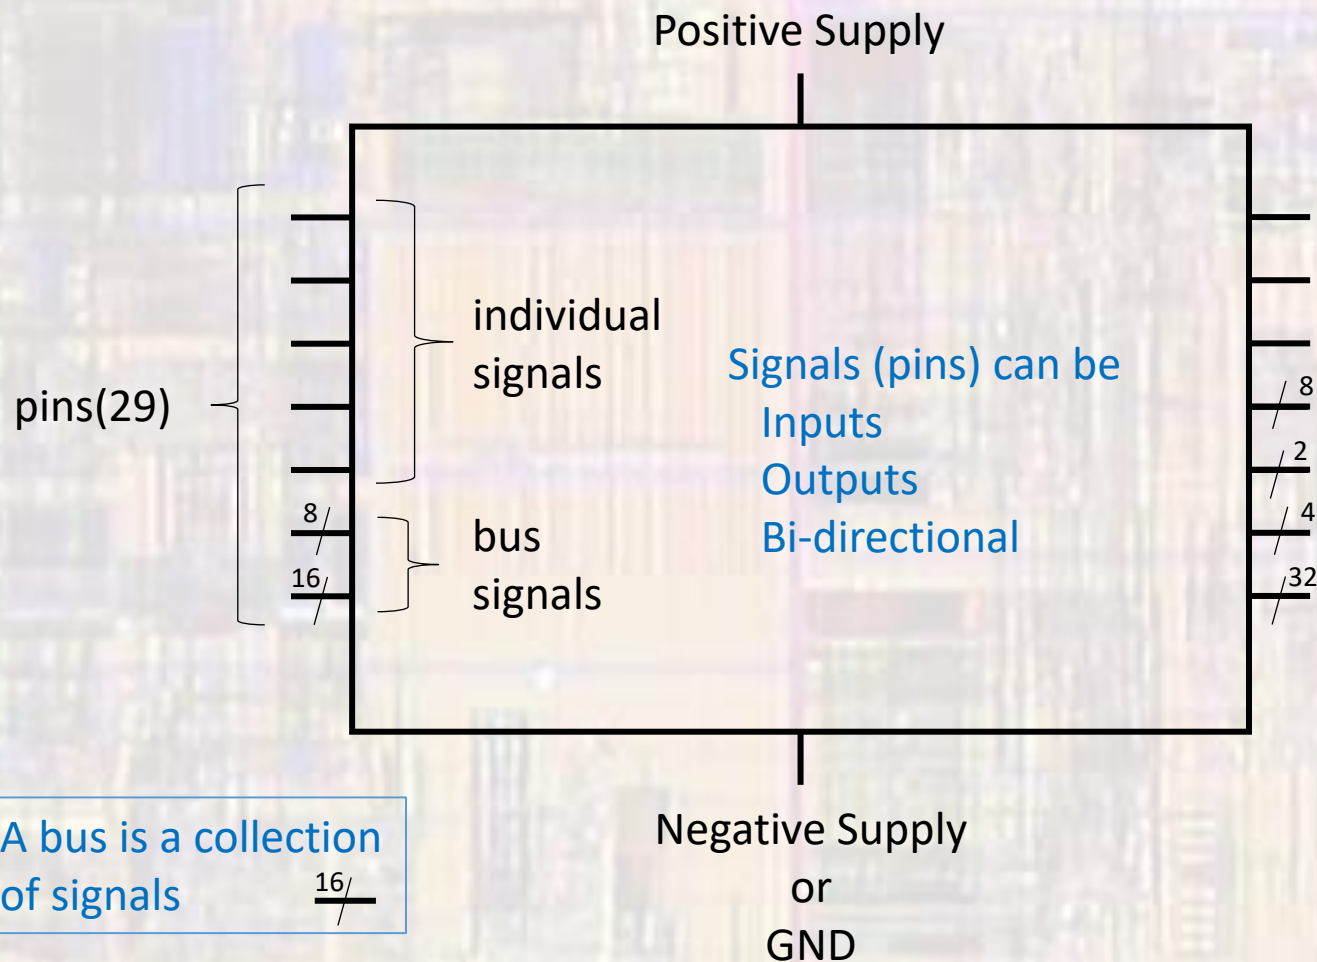 Positive Supply
pins(29)
individual
signals
8
16
bus
signals
Signals (pins) can be
Inputs
Outputs
Bi-directional
8
2
4
32
A bus is a collection
of signals
16
Negative Supply
or
GND